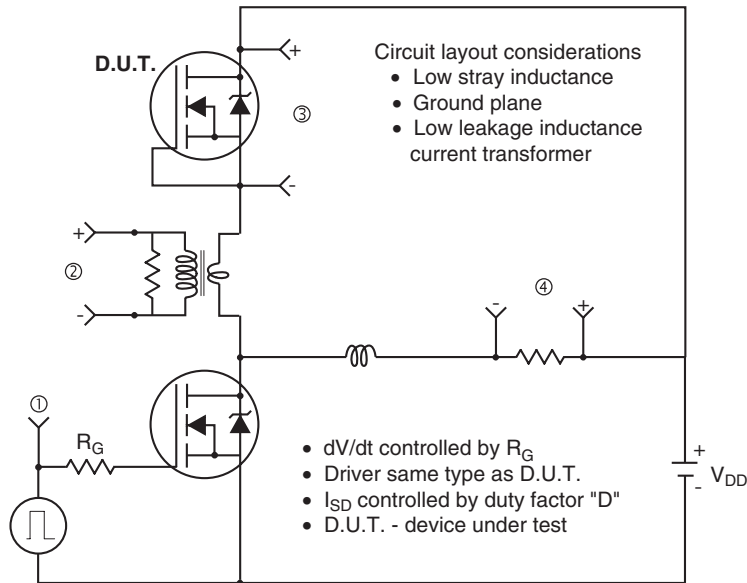 D.U.T.
+
③
-
Circuit layout considerations
• Low stray inductance
• Ground plane
• Low leakage inductance
current transformer
+
②
-
-
④
+
①
R_G
• dV/dt controlled by R_G
• Driver same type as D.U.T.
• I_SD controlled by duty factor "D"
• D.U.T. - device under test
+
V_DD
-